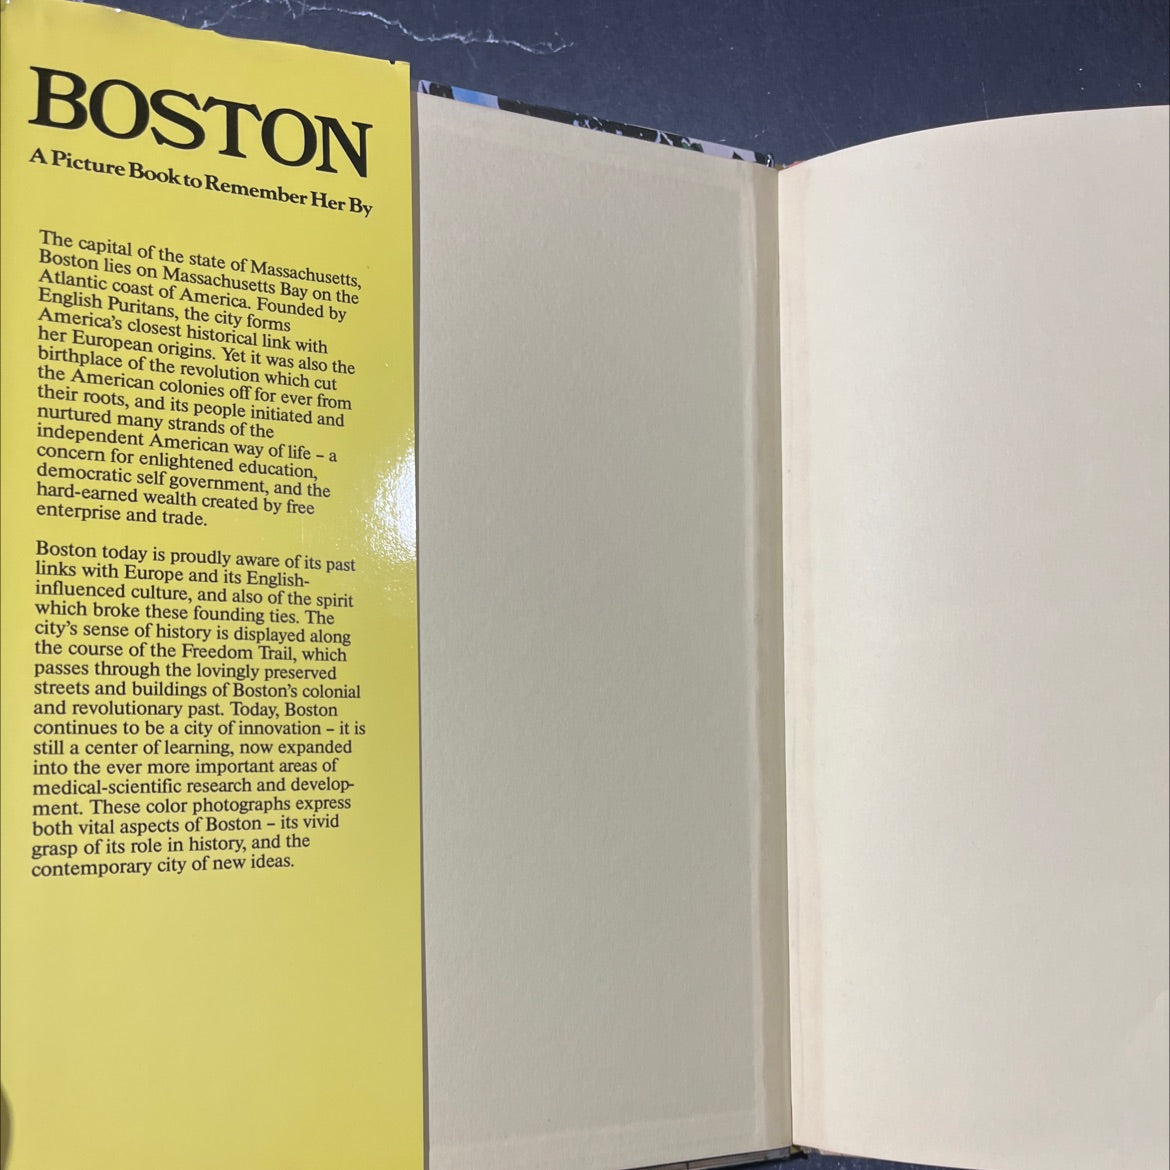 BOSTON
A Picture Book to Remember Her By
The capital of the state of Massachusetts,
Boston lies on Massachusetts Bay on the
Atlantic coast of America. Founded by
English Puritans, the city forms
America's closest historical link with
her European origins. Yet it was also the
birthplace of the revolution which cut
the American colonies off for ever from
their roots, and its people initiated and
nurtured many strands of the
independent American way of life – a
concern for enlightened education,
democratic self government, and the
hard-earned wealth created by free
enterprise and trade.
Boston today is proudly aware of its past
links with Europe and its English-
influenced culture, and also of the spirit
which broke these founding ties. The
city's sense of history is displayed along
the course of the Freedom Trail, which
passes through the lovingly preserved
streets and buildings of Boston's colonial
and revolutionary past. Today, Boston
continues to be a city of innovation – it is
still a center of learning, now expanded
into the ever more important areas of
medical-scientific research and develop-
ment. These color photographs express
both vital aspects of Boston – its vivid
grasp of its role in history, and the
contemporary city of new ideas.